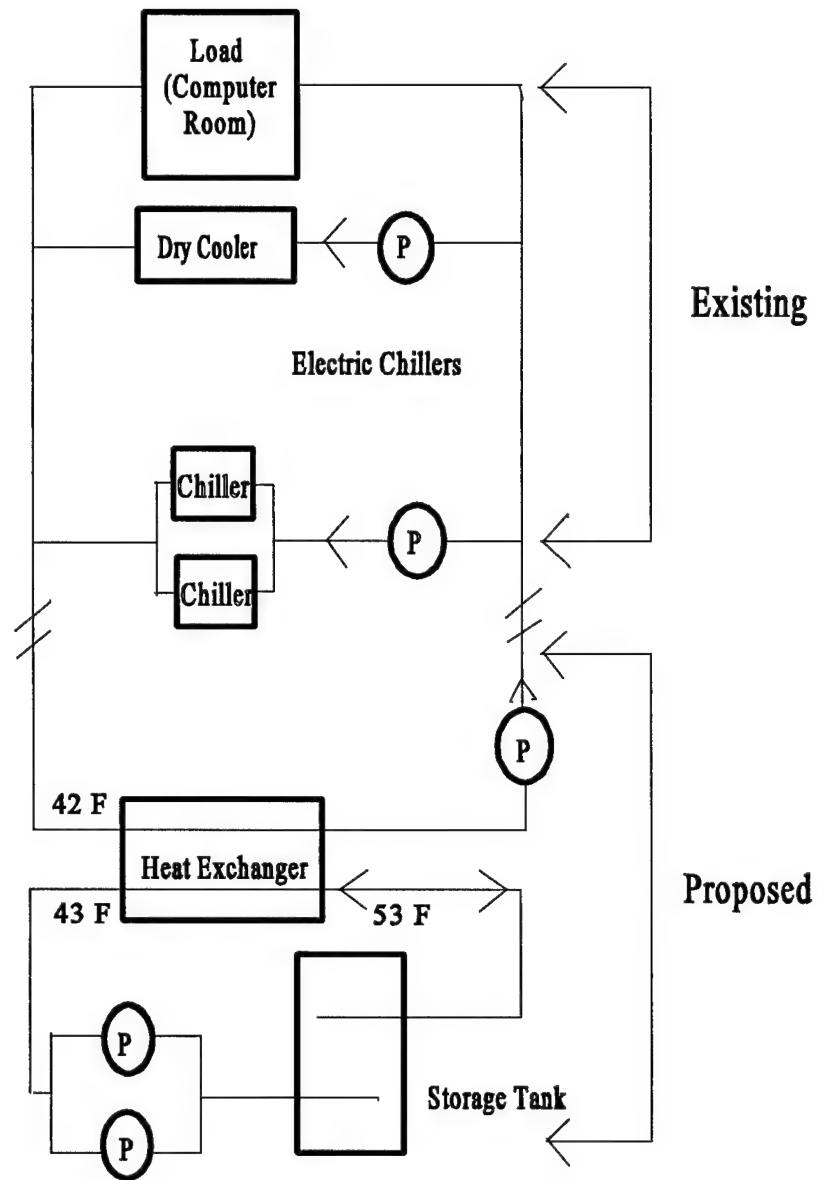 Load
(Computer
Room)
Dry Cooler
P
Existing
Electric Chillers
Chiller
P
Chiller
P
42 F
Heat Exchanger
43 F
53 F
Proposed
P
Storage Tank
P